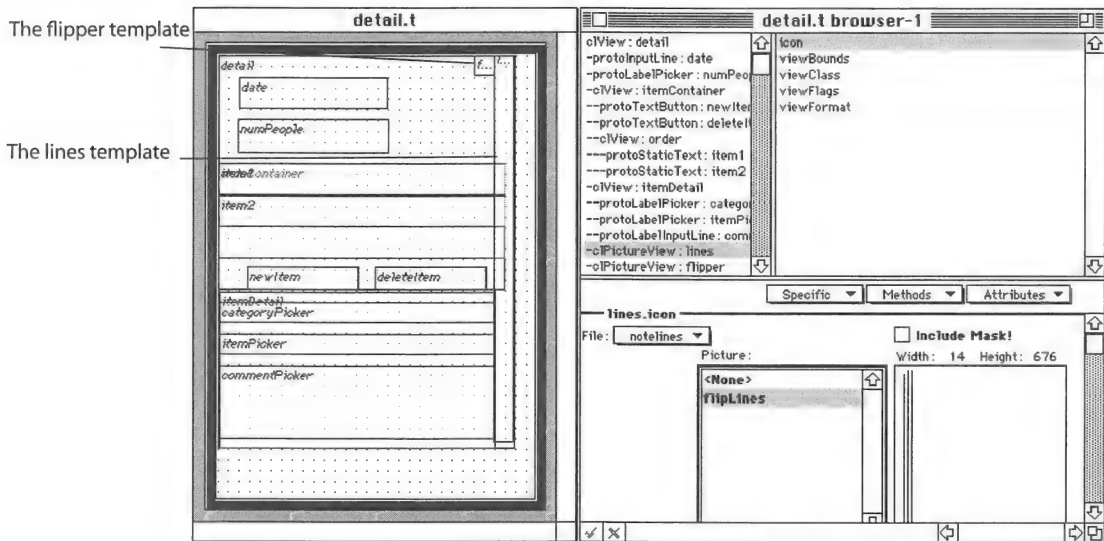 The flipper template
The lines template
detail.t
detail
f...
date
numPeople
item2
newItem
deleteItem
itemDetail
categoryPicker
itemPicker
commentPicker
detail.t browser-1
clView : detail
-protoInputLine : date
-protoLabelPicker : numPeop
-clView : itemContainer
--protoTextButton : newIter
--protoTextButton : deleteIt
--clView : order
---protoStaticText : item1
---protoStaticText : item2
-clView : itemDetail
--protoLabelPicker : categor
--protoLabelPicker : itemPi
--protoLabelInputLine : comr
-clPictureView : lines
-clPictureView : flipper
icon
viewBounds
viewClass
viewFlags
viewFormat
Specific
Methods
Attributes
lines.icon
File: notelines
Include Mask!
Picture:
Width: 14 Height: 676
<None>
flipLines